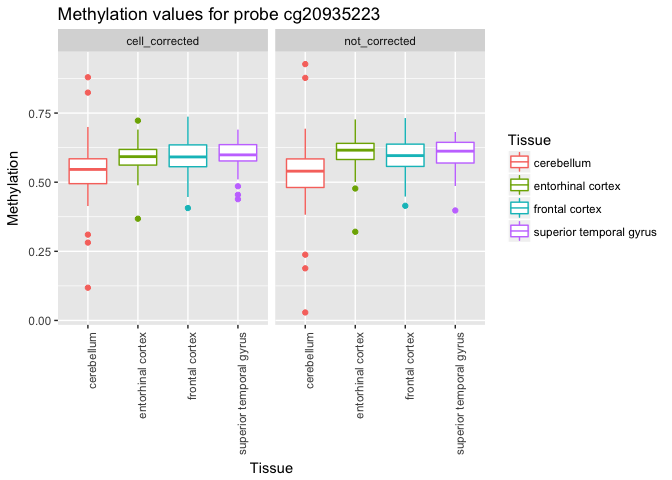 Methylation values for probe cg20935223
cell_corrected
not_corrected
Methylation
0.75
0.50
0.25
0.00
cerebellum
entorhinal cortex
frontal cortex
superior temporal gyrus
cerebellum
entorhinal cortex
frontal cortex
superior temporal gyrus
Tissue
Tissue
cerebellum
entorhinal cortex
frontal cortex
superior temporal gyrus